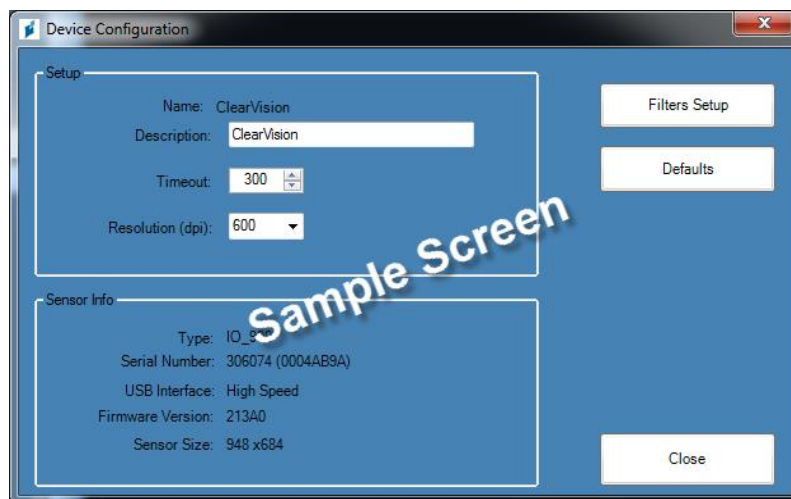 Device Configuration
Setup
Name: ClearVision
Description: ClearVision
Timeout: 300
Resolution (dpi): 600
Filters Setup
Defaults
Sample Screen
Sensor Info
Type:
Serial Number: 306074 (0004AB9A)
USB Interface: High Speed
Firmware Version: 213A0
Sensor Size: 948 x684
Close